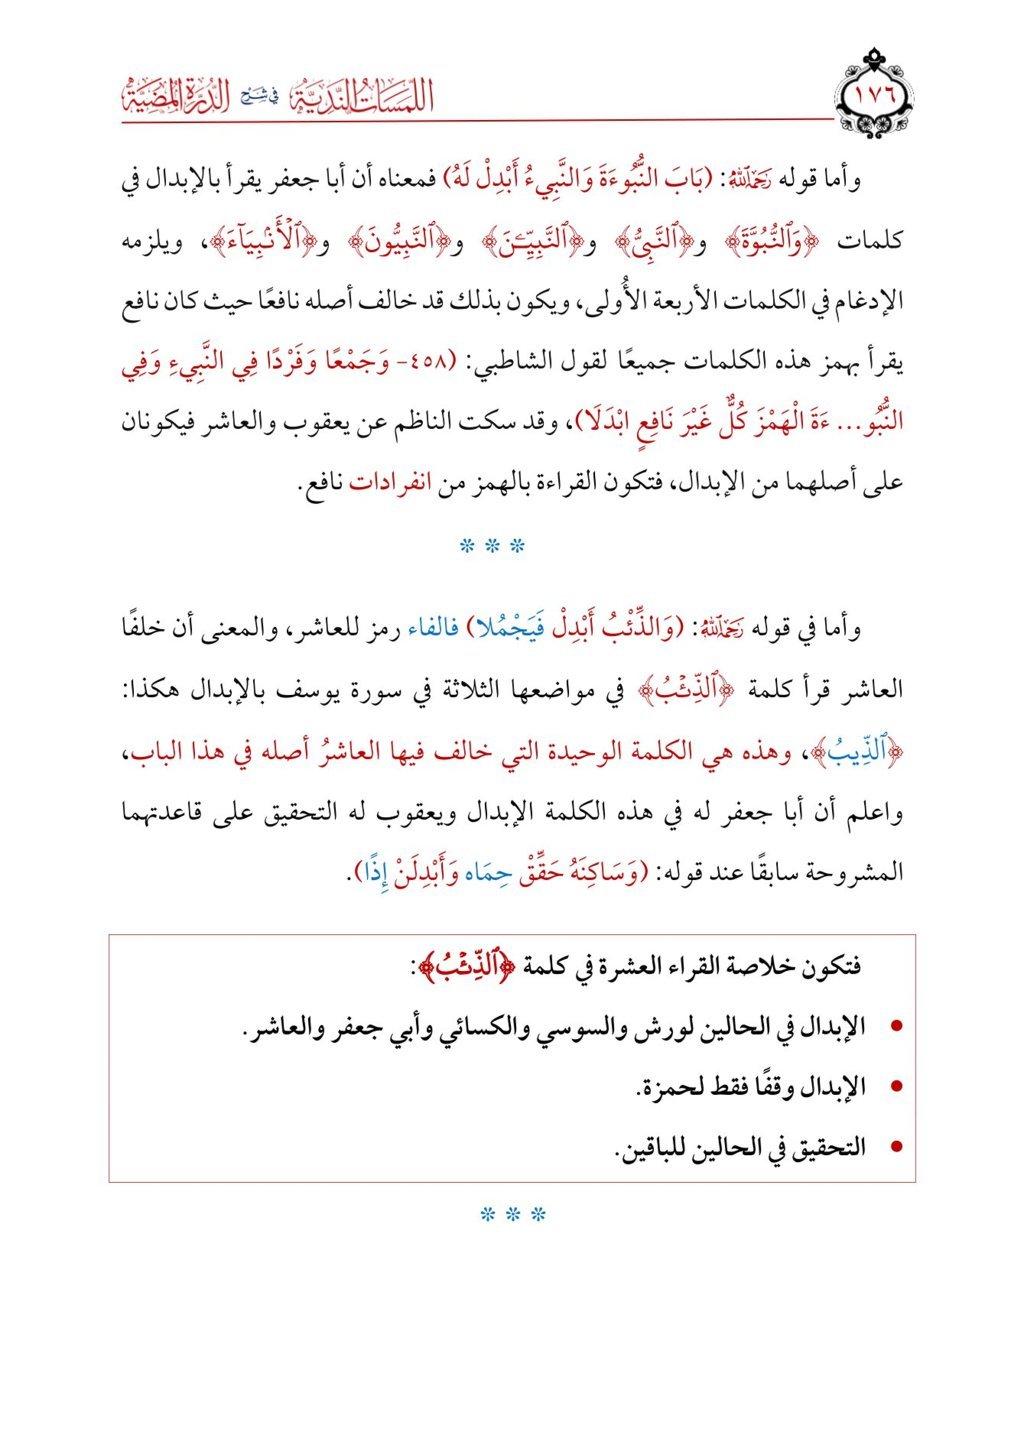 ١٧٦
اللمسات الندية في شرح الدرة المضية
وأما قوله رَحِمَهُ ٱللَّهُ: (بَابَ النُّبُوءَةَ وَالنَّبِيءُ أَبْدِلْ لَهُ) فمعناه أن أبا جعفر يقرأ بالإبدال في
كلمات ﴿وَٱلنُّبُوَّةَ﴾ و﴿ٱلنَّبِىُّ﴾ و﴿ٱلنَّبِيِّـۧنَ﴾ و﴿ٱلنَّبِيُّونَ﴾ و﴿ٱلْأَنۢبِيَآءَ﴾، ويلزمه
الإدغام في الكلمات الأربعة الأُولى، ويكون بذلك قد خالف أصله نافعًا حيث كان نافع
يقرأ بهمز هذه الكلمات جميعًا لقول الشاطبي: (٤٥٨- وَجَمْعًا وَفَرْدًا فِي النَّبِيءِ وَفِي
النُّبُو... ءَةَ الْهَمْزَ كُلٌّ غَيْرَ نَافِعٍ ابْدَلَا)، وقد سكت الناظم عن يعقوب والعاشر فيكونان
على أصلهما من الإبدال، فتكون القراءة بالهمز من انفرادات نافع.
* * *
وأما في قوله رَحِمَهُ ٱللَّهُ: (وَالذِّئْبُ أَبْدِلْ فَيَجْمُلا) فالفاء رمز للعاشر، والمعنى أن خلفًا
العاشر قرأ كلمة ﴿ٱلذِّئْبُ﴾ في مواضعها الثلاثة في سورة يوسف بالإبدال هكذا:
﴿ٱلذِّيبُ﴾، وهذه هي الكلمة الوحيدة التي خالف فيها العاشرُ أصله في هذا الباب،
واعلم أن أبا جعفر له في هذه الكلمة الإبدال ويعقوب له التحقيق على قاعدتهما
المشروحة سابقًا عند قوله: (وَسَاكِنَهُ حَقِّقْ حِمَاه وَأَبْدِلَنْ إِذًا).
فتكون خلاصة القراء العشرة في كلمة ﴿ٱلذِّئْبُ﴾:
• الإبدال في الحالين لورش والسوسي والكسائي وأبي جعفر والعاشر.
• الإبدال وقفًا فقط لحمزة.
• التحقيق في الحالين للباقين.
* * *